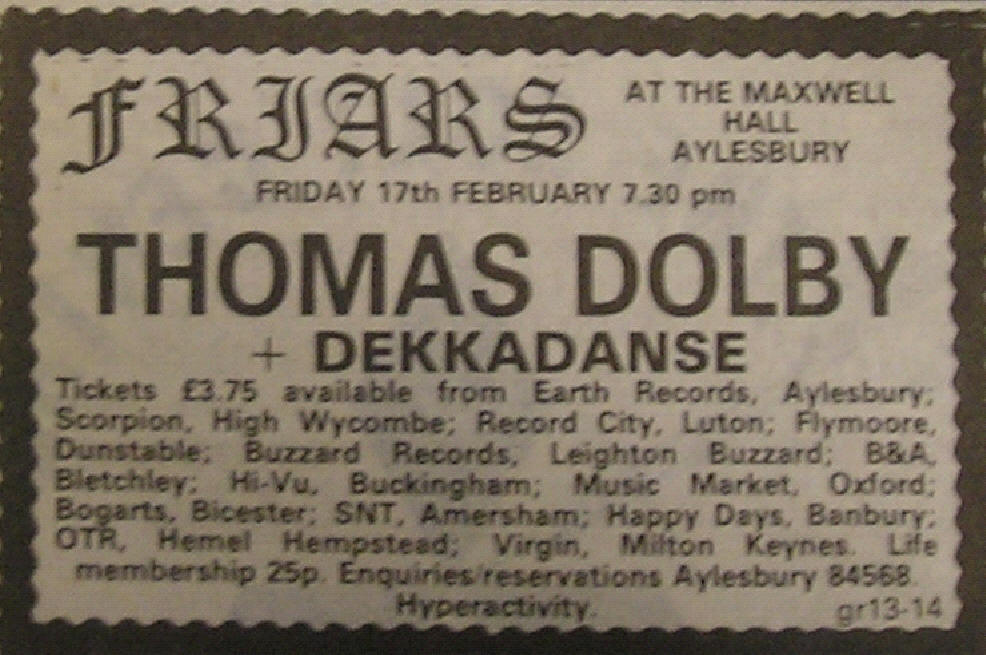 FRIARS AT THE MAXWELL
HALL
AYLESBURY
FRIDAY 17th FEBRUARY 7.30 pm
THOMAS DOLBY
+ DEKKADANSE
Tickets £3.75 available from Earth Records, Aylesbury;
Scorpion, High Wycombe; Record City, Luton; Flymoore,
Dunstable; Buzzard Records, Leighton Buzzard; B&A,
Bletchley; Hi-Vu, Buckingham; Music Market, Oxford;
Bogarts, Bicester; SNT, Amersham; Happy Days, Banbury;
OTR, Hemel Hempstead; Virgin, Milton Keynes. Life
membership 25p. Enquiries/reservations Aylesbury 84568.
Hyperactivity. gr13-14